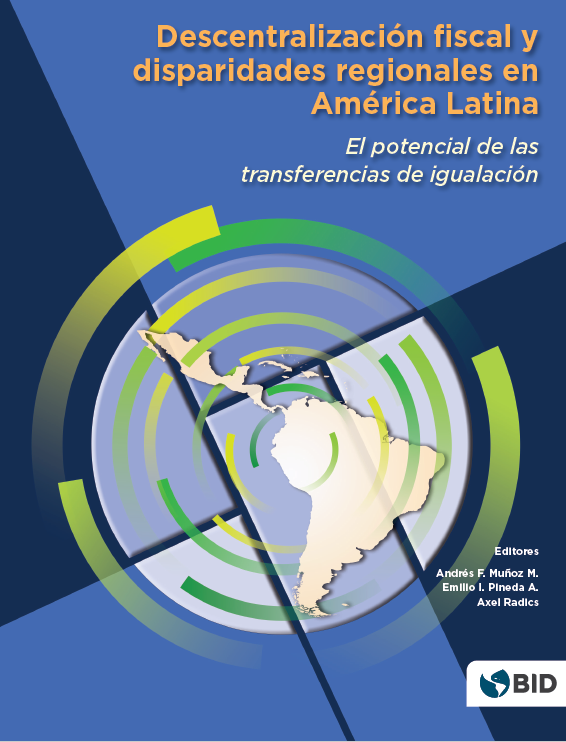 Descentralización fiscal y
disparidades regionales en
América Latina
El potencial de las
transferencias de igualación
Editores
Andrés F. Muñoz M.
Emilio I. Pineda A.
Axel Radics
BID